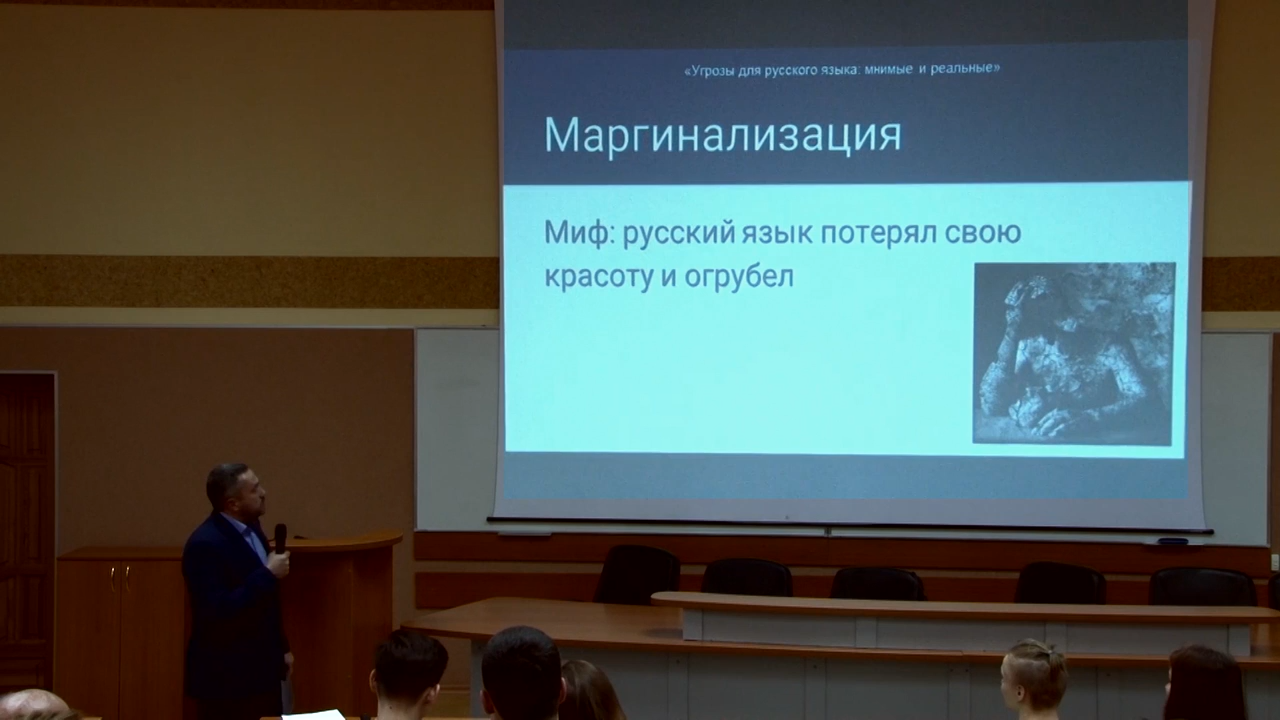 «Угрозы для русского языка: мнимые и реальные»
Маргинализация
Миф: русский язык потерял свою
красоту и огрубел